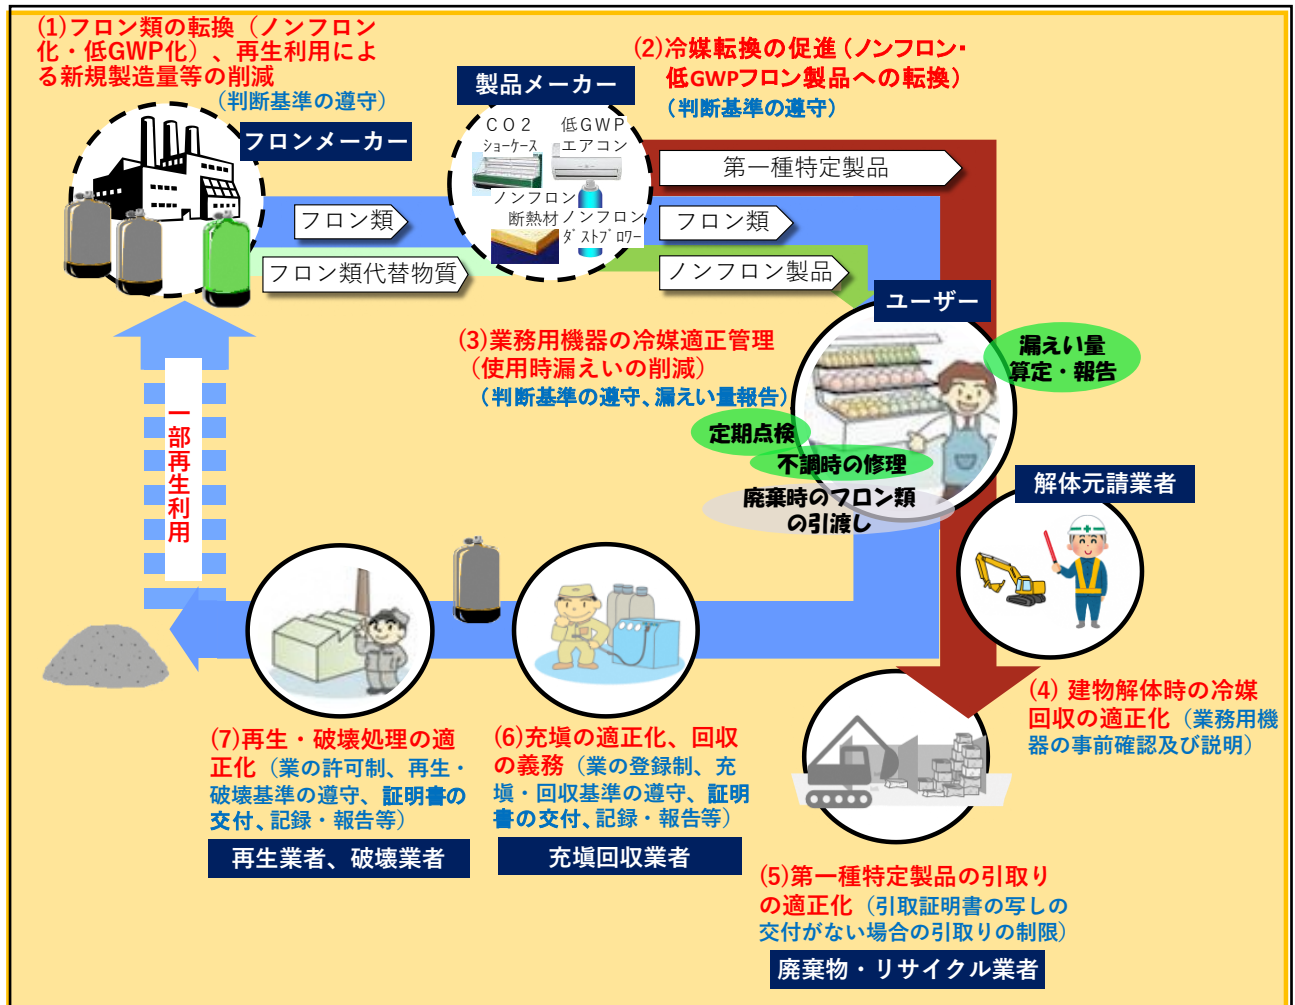 (1)フロン類の転換（ノンフロン
化・低GWP化）、再生利用によ
る新規製造量等の削減
（判断基準の遵守）
フロンメーカー
製品メーカー
CO2
ショーケース
低GWP
エアコン
ノンフロン
断熱材
ノンフロン
ダストブロワー
(2)冷媒転換の促進（ノンフロン・
低GWPフロン製品への転換）
（判断基準の遵守）
第一種特定製品
フロン類
フロン類
フロン類代替物質
ノンフロン製品
ユーザー
(3)業務用機器の冷媒適正管理
（使用時漏えいの削減）
（判断基準の遵守、漏えい量報告）
漏えい量
算定・報告
定期点検
不調時の修理
廃棄時のフロン類
の引渡し
一部再生利用
解体元請業者
(4) 建物解体時の冷媒
回収の適正化（業務用機
器の事前確認及び説明）
(7)再生・破壊処理の適
正化（業の許可制、再生・
破壊基準の遵守、証明書の
交付、記録・報告等）
再生業者、破壊業者
(6)充塡の適正化、回収
の義務（業の登録制、充
塡・回収基準の遵守、証明
書の交付、記録・報告等）
充塡回収業者
(5)第一種特定製品の引取り
の適正化（引取証明書の写しの
交付がない場合の引取りの制限）
廃棄物・リサイクル業者